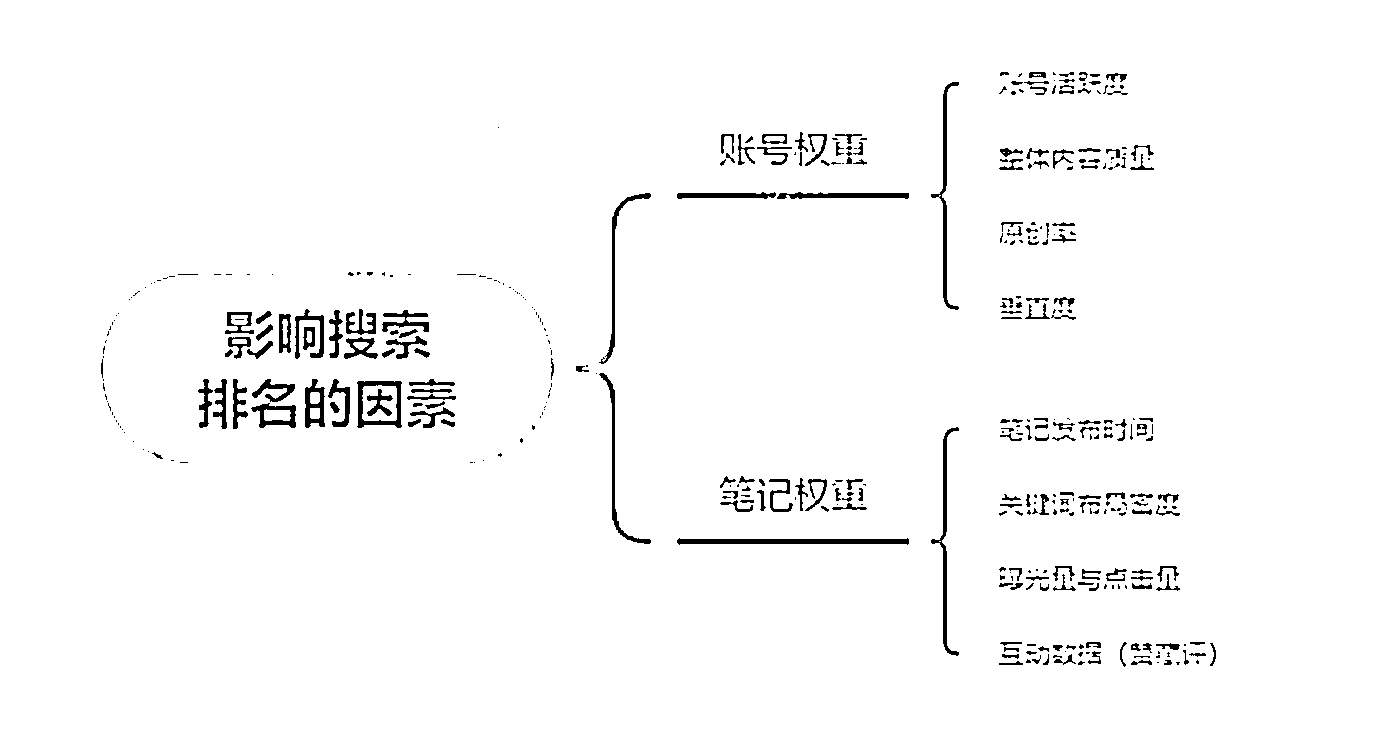 影响搜索
排名的因素
账号权重
账号活跃度
整体内容质量
原创率
垂直度
笔记权重
笔记发布时间
关键词布局密度
曝光量与点击量
互动数据（赞藏评）